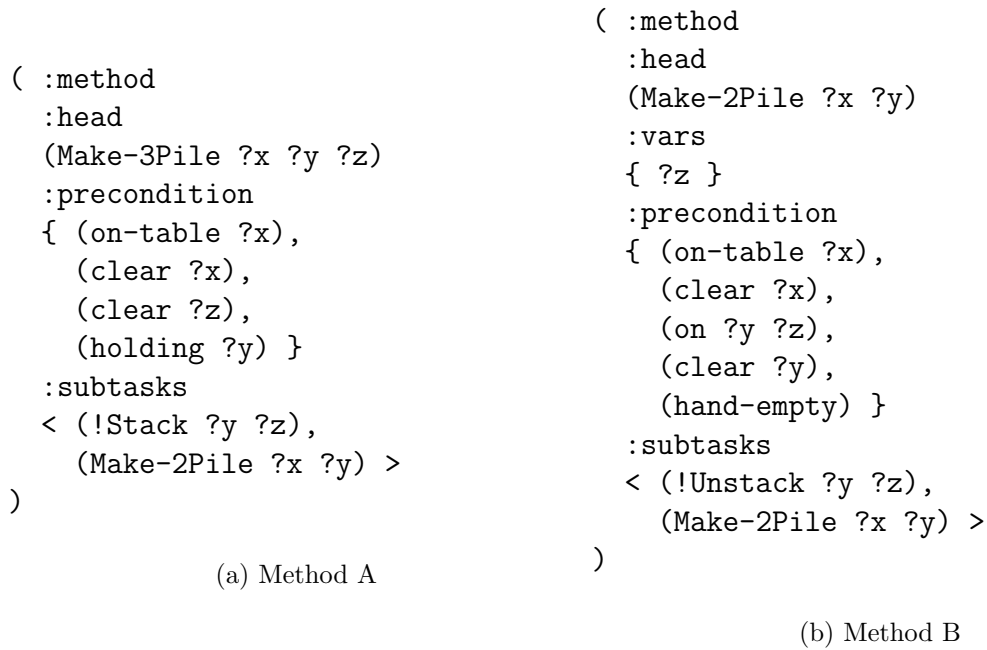 ( :method
:head
(Make-3Pile ?x ?y ?z)
:precondition
{ (on-table ?x),
(clear ?x),
(clear ?z),
(holding ?y) }
:subtasks
< (!Stack ?y ?z),
(Make-2Pile ?x ?y) >
)
(a) Method A
( :method
:head
(Make-2Pile ?x ?y)
:vars
{ ?z }
:precondition
{ (on-table ?x),
(clear ?x),
(on ?y ?z),
(clear ?y),
(hand-empty) }
:subtasks
< (!Unstack ?y ?z),
(Make-2Pile ?x ?y) >
)
(b) Method B